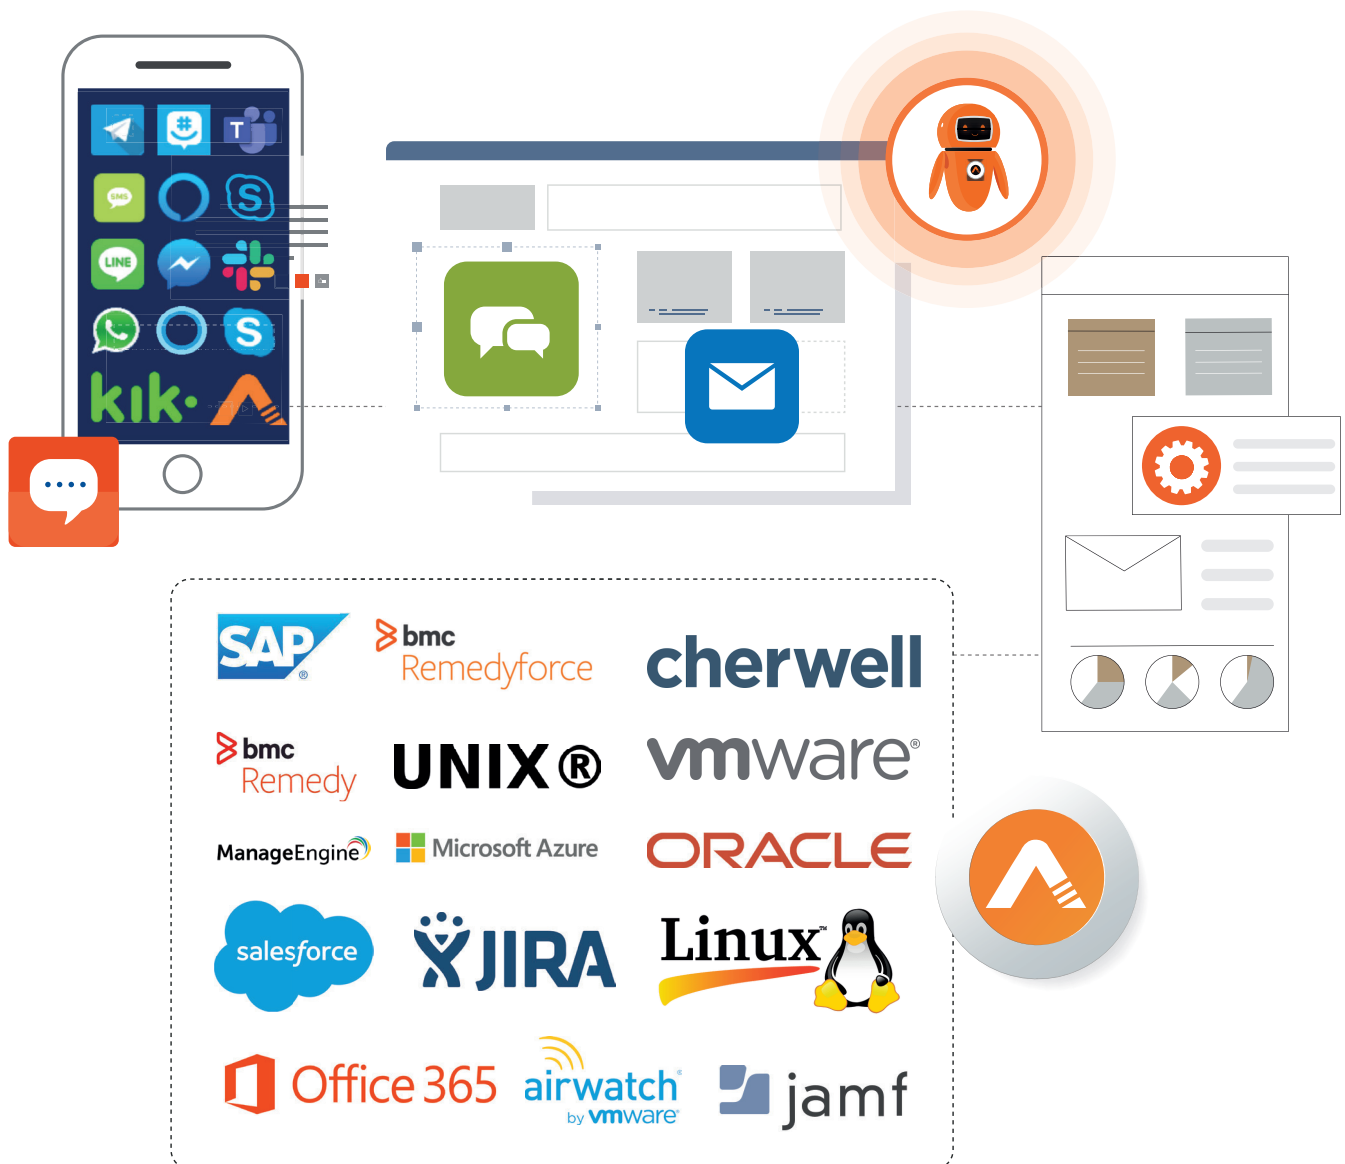 T
SMS
S
LINE
S
kik
SAP®
bmc
Remedyforce
cherwell
bmc
Remedy
UNIX®
vmware®
ManageEngine
Microsoft Azure
ORACLE
salesforce
JIRA
Linux™
Office 365
airwatch
by vmware
jamf